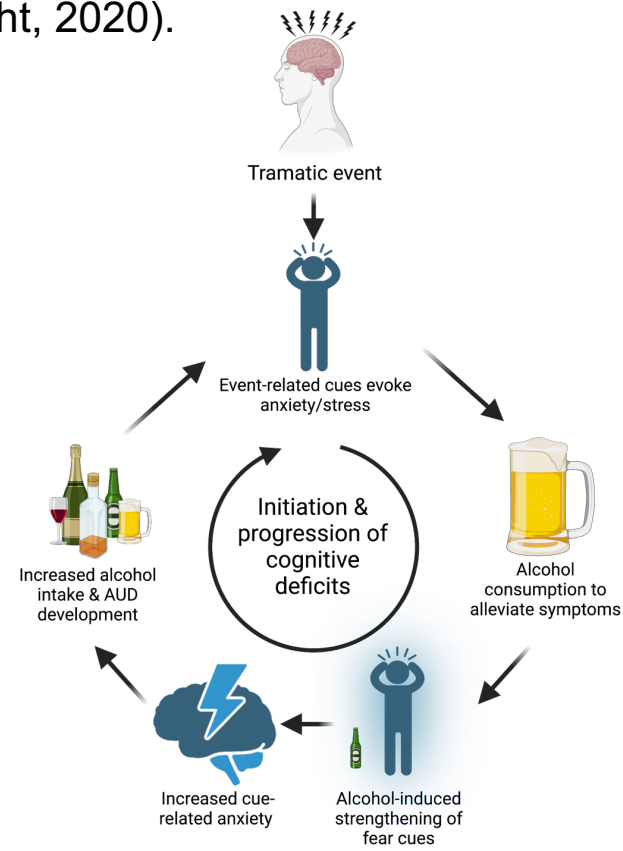 ht, 2020).
Tramatic event
Event-related cues evoke
anxiety/stress
Initiation &
progression of
cognitive
deficits
Alcohol
consumption to
alleviate symptoms
Increased alcohol
intake & AUD
development
Increased cue-
related anxiety
Alcohol-induced
strengthening of
fear cues